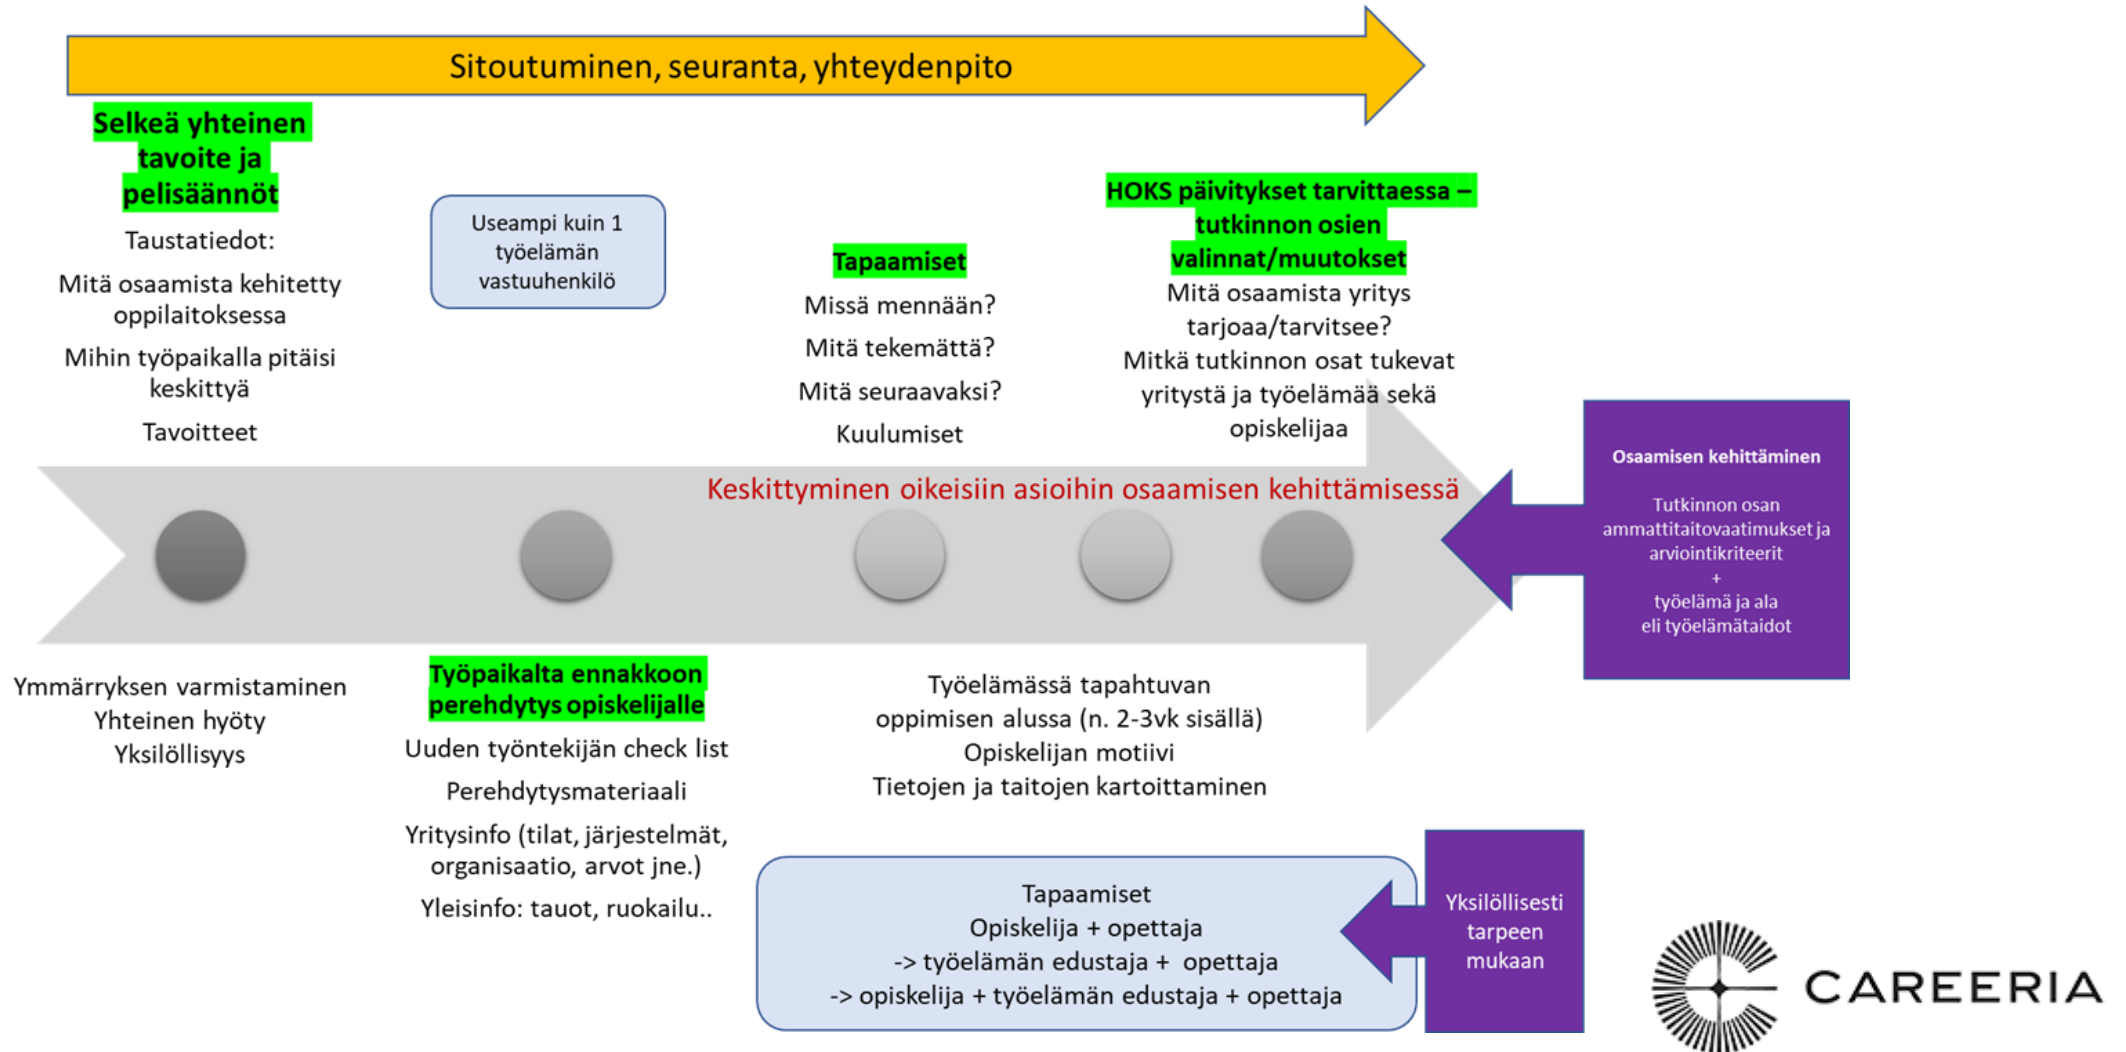 Sitoutuminen, seuranta, yhteydenpito
Selkeä yhteinen
tavoite ja
pelisäännöt
Taustatiedot:
Mitä osaamista kehitetty
oppilaitoksessa
Mihin työpaikalla pitäisi
keskittyä
Tavoitteet
Useampi kuin 1
työelämän
vastuuhenkilö
Tapaamiset
Missä mennään?
Mitä tekemättä?
Mitä seuraavaksi?
Kuulumiset
HOKS päivitykset tarvittaessa –
tutkinnon osien
valinnat/muutokset
Mitä osaamista yritys
tarjoaa/tarvitsee?
Mitkä tutkinnon osat tukevat
yritystä ja työelämää sekä
opiskelijaa
Keskittyminen oikeisiin asioihin osaamisen kehittämisessä
Osaamisen kehittäminen
Tutkinnon osan
ammattitaitovaatimukset ja
arviointikriteerit
+
työelämä ja ala
eli työelämätaidot
Ymmärryksen varmistaminen
Yhteinen hyöty
Yksilöllisyys
Työpaikalta ennakkoon
perehdytys opiskelijalle
Uuden työntekijän check list
Perehdytysmateriaali
Yritysinfo (tilat, järjestelmät,
organisaatio, arvot jne.)
Yleisinfo: tauot, ruokailu..
Työelämässä tapahtuvan
oppimisen alussa (n. 2-3vk sisällä)
Opiskelijan motiivi
Tietojen ja taitojen kartoittaminen
Tapaamiset
Opiskelija + opettaja
-> työelämän edustaja + opettaja
-> opiskelija + työelämän edustaja + opettaja
Yksilöllisesti
tarpeen
mukaan
CAREERIA